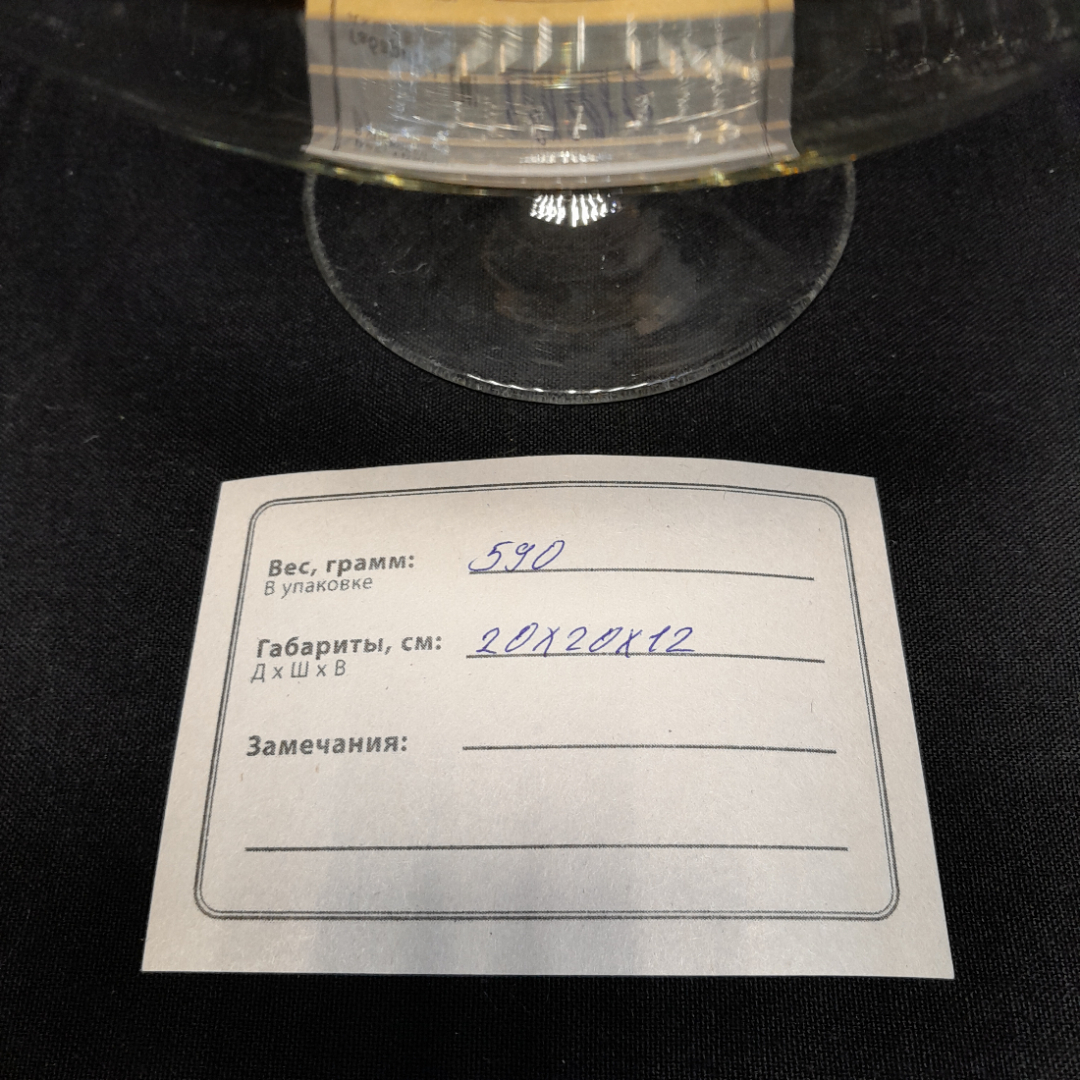 Вес, грамм: 590
В упаковке
Габариты, см: 20х20х12
Д х Ш х В
Замечания: